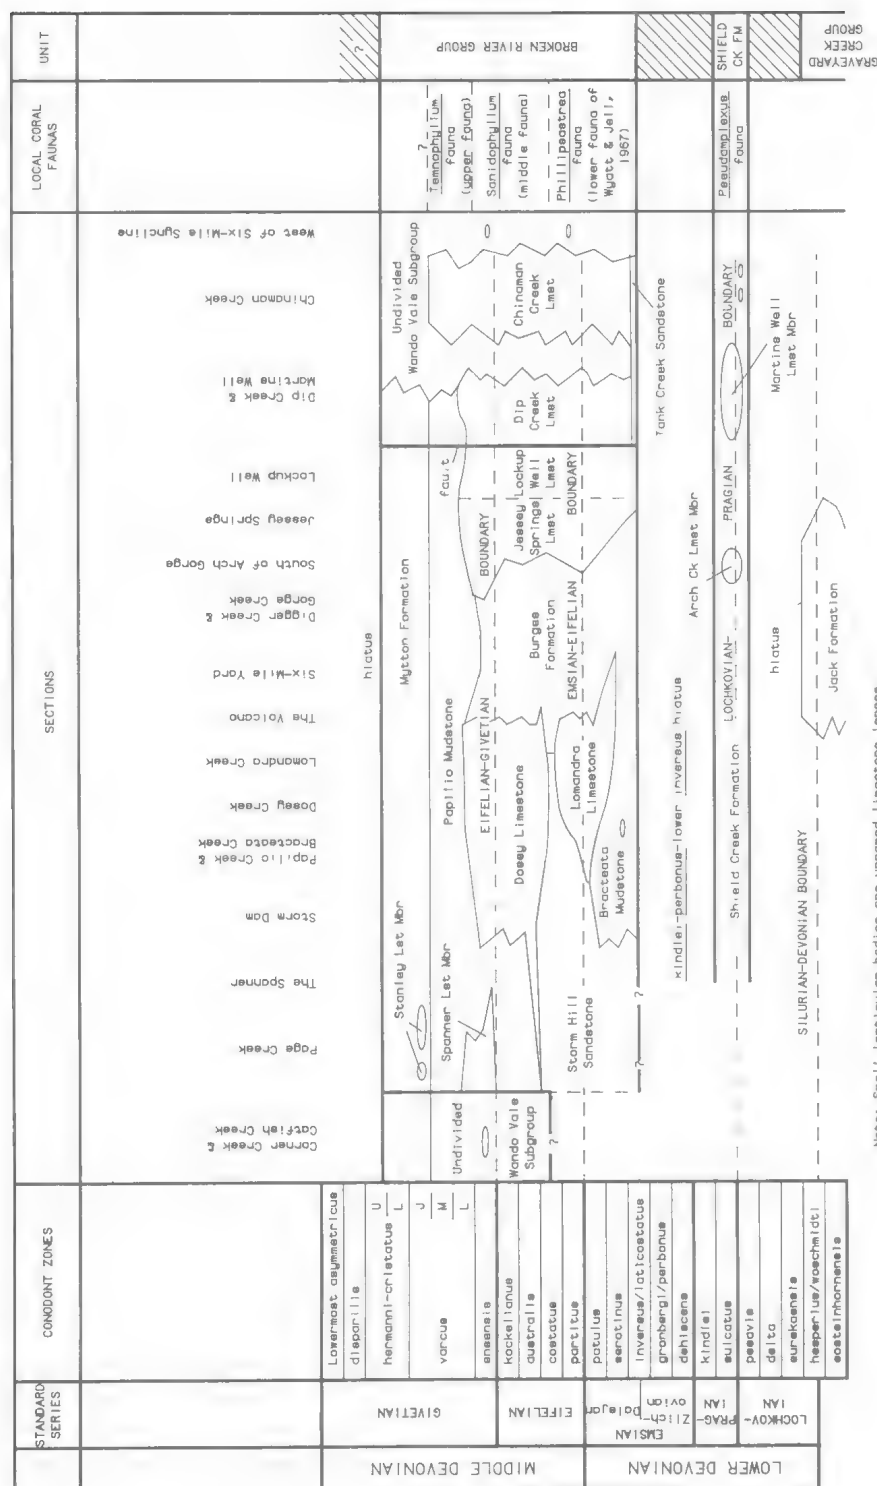 STANDARD
SERIES
CONODONT ZONES
SECTIONS
LOCAL CORAL
FAUNAS
UNIT
MIDDLE DEVONIAN
LOWER DEVONIAN
GIVETIAN
EIFELIAN
EMSIAN
Dalejan
Zlich-
ovian
PRAG-
IAN
LOCHKOV-
IAN
Lowermost asymmetricus
disparilis
hermanni-cristatus
U
L
varcus
U
M
L
ensensis
kockelianus
australis
costatus
partitus
patulus
serotinus
inversus/laticostatus
gronbergi/perbonus
dehiscens
kindlei
sulcatus
pesavis
delta
eurekaensis
hesperius/woschmidti
eosteinhornensis
Corner Creek &
Catfish Creek
Page Creek
The Spanner
Storm Dam
Papilio Creek &
Bracteata Creek
Dosey Creek
Lomandra Creek
The Volcano
Six-Mile Yard
Digger Creek &
Gorge Creek
South of Arch Gorge
Jessey Springs
Lockup Well
Dip Creek &
Martins Well
Chinaman Creek
West of Six-Mile Syncline
hiatus
Mytton Formation
Stanley Lst Mbr
Undivided
Wando Vale Subgroup
Papilio Mudstone
Spanner Lst Mbr
fault
Undivided
Wando Vale
Subgroup
?
EIFELIAN-GIVETIAN
BOUNDARY
Dosey Limestone
Burges
Formation
Jessey
Springs
Lmst
Lockup
Well
Lmst
Dip
Creek
Lmst
Chinaman
Creek
Lmst
Storm Hill
Sandstone
Lomandra
Limestone
EMSIAN-EIFELIAN
BOUNDARY
Bracteata
Mudstone
?
?
Tank Creek Sandstone
kindlei-perbonus-lower inversus hiatus
Arch Ck Lmst Mbr
Shield Creek Formation
LOCHKOVIAN-
PRAGIAN
BOUNDARY
Martins Well
Lmst Mbr
hiatus
SILURIAN-DEVONIAN BOUNDARY
Jack Formation
?
Temnophyllum
fauna
(upper fauna)
Sanidophyllum
fauna
(middle fauna)
Phillipsastrea
fauna
(lower fauna of
Wyatt & Jell,
1967)
Pseudamplexus
fauna
?
BROKEN RIVER GROUP
SHIELD
CK FM
GRAVEYARD
CREEK
GROUP
Note: Small lenticular bodies are unnamed limestone lenses